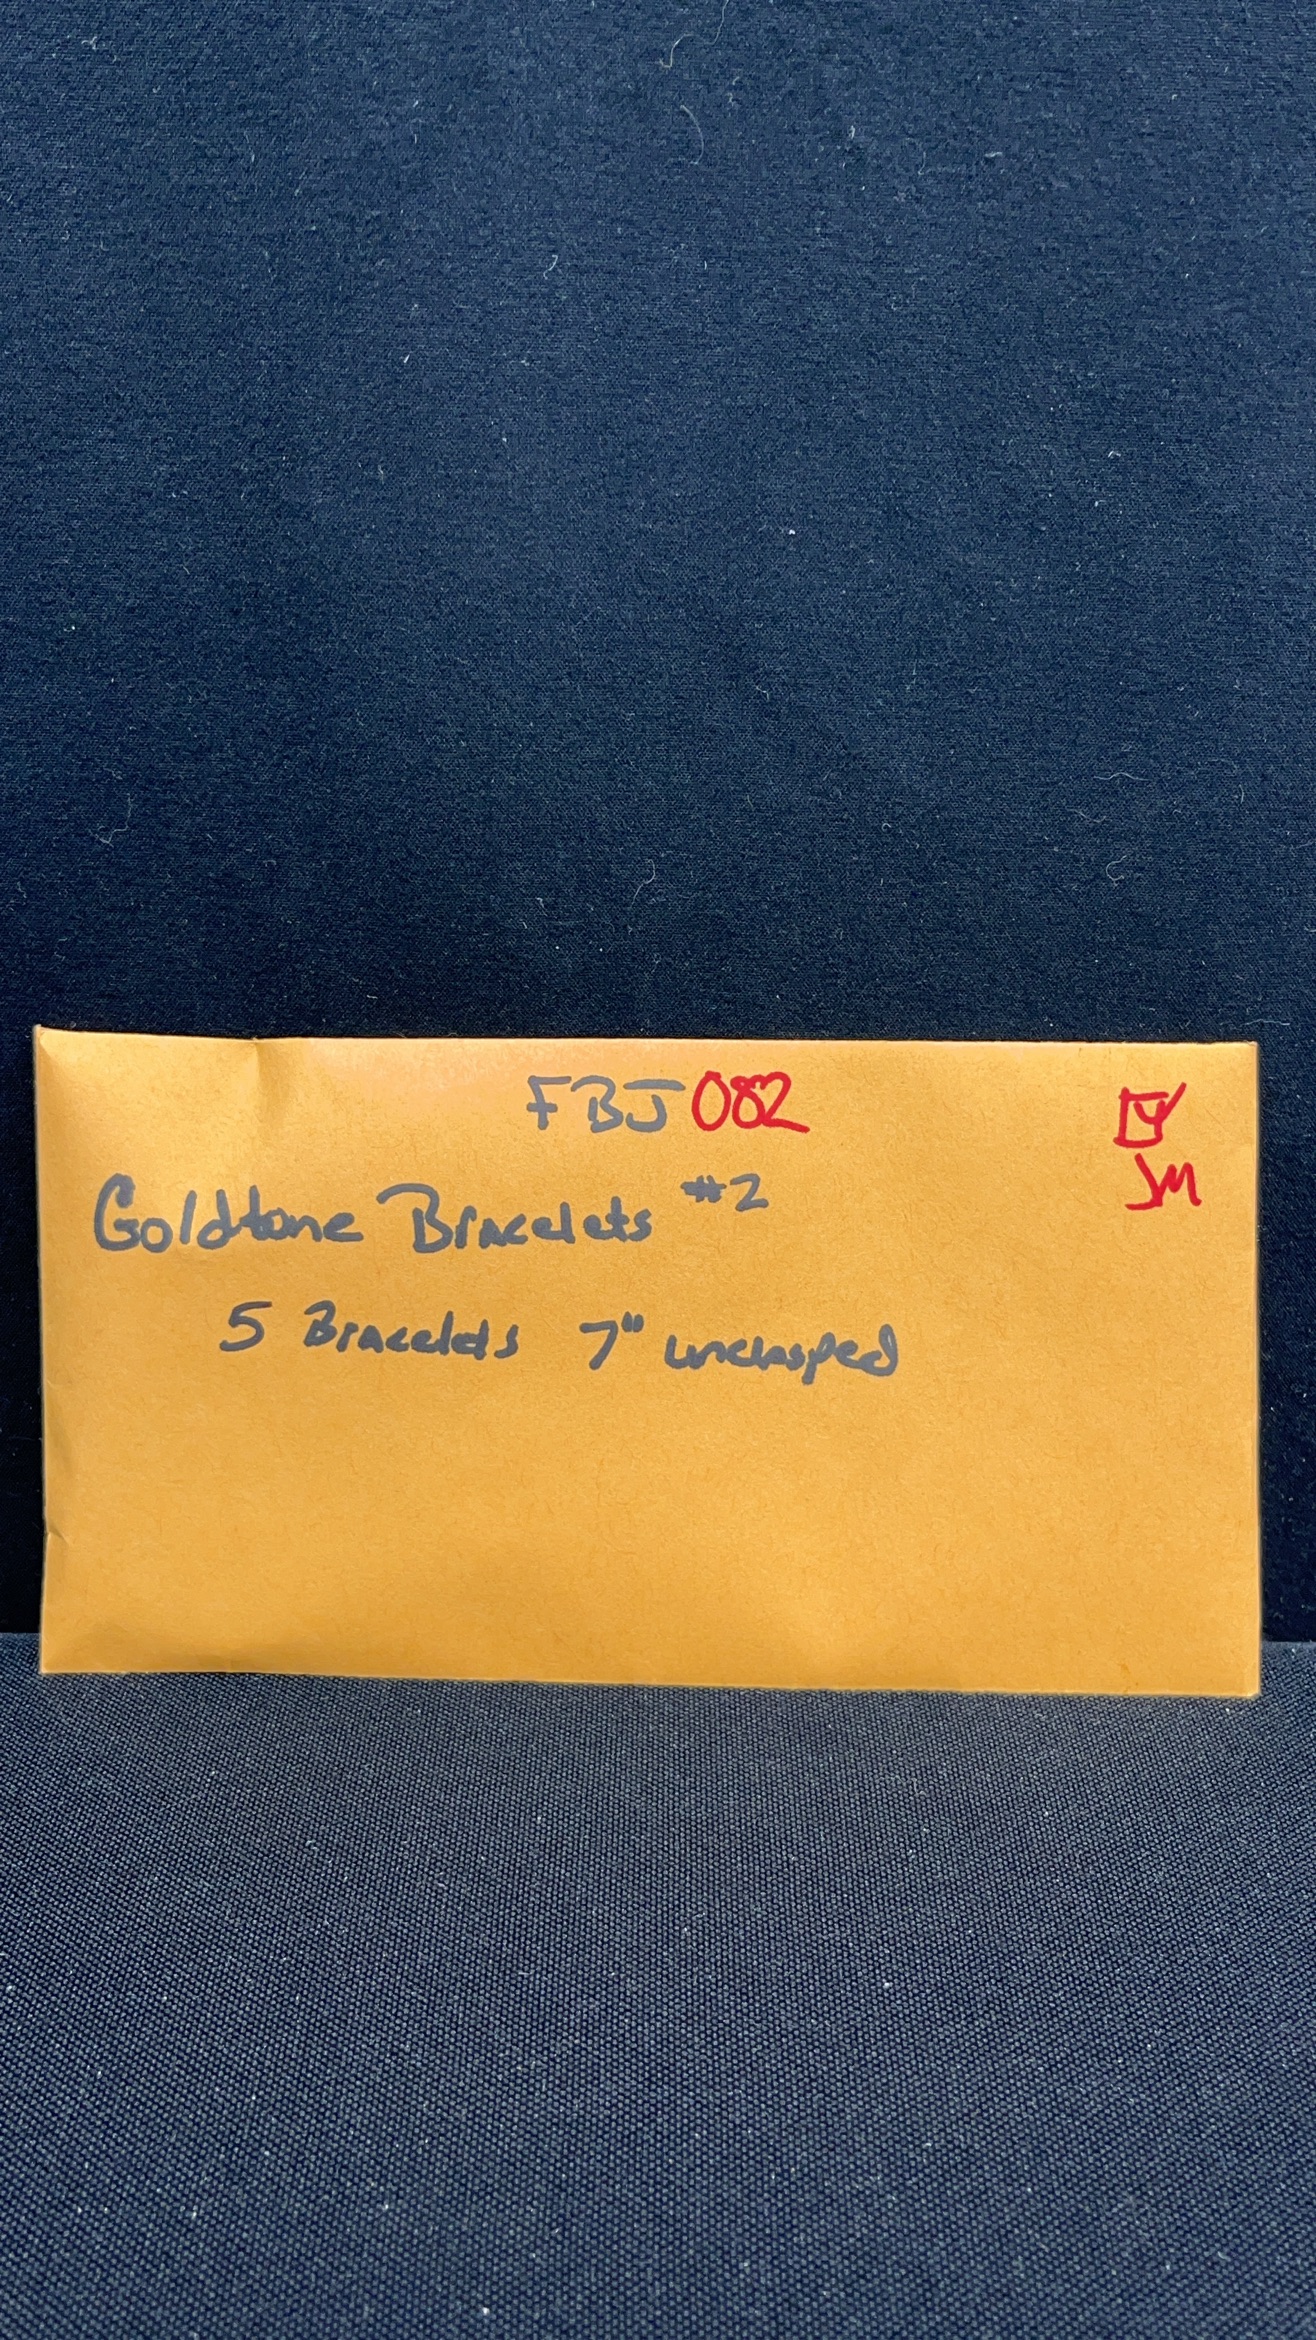 FBJ 082
JM
Goldtone Bracelets #2
5 Bracelets 7" unclasped